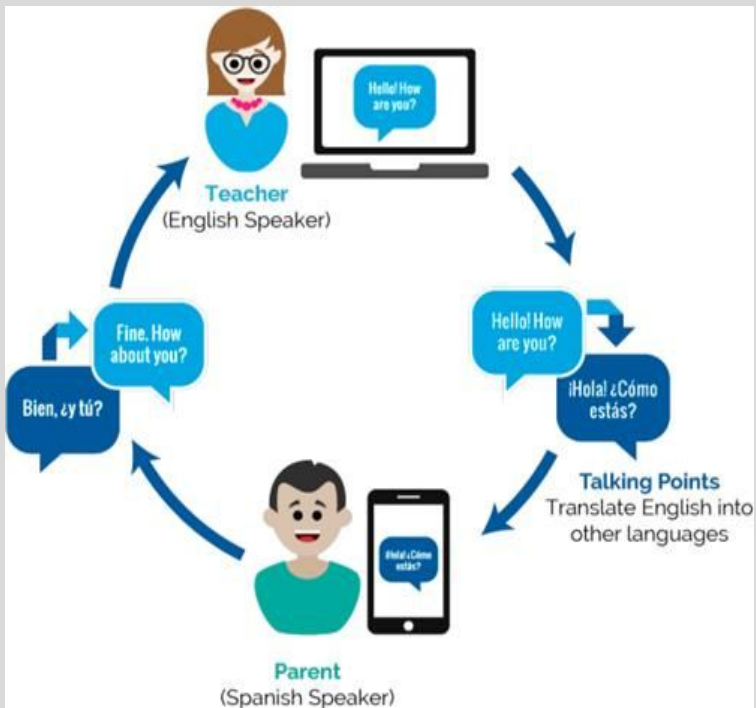 Hello! How
are you?
Teacher
(English Speaker)
Hello! How
are you?
¡Hola! ¿Cómo
estás?
Talking Points
Translate English into
other languages
¡Hola! ¿Cómo
estás?
Parent
(Spanish Speaker)
Bien, ¿y tú?
Fine. How
about you?